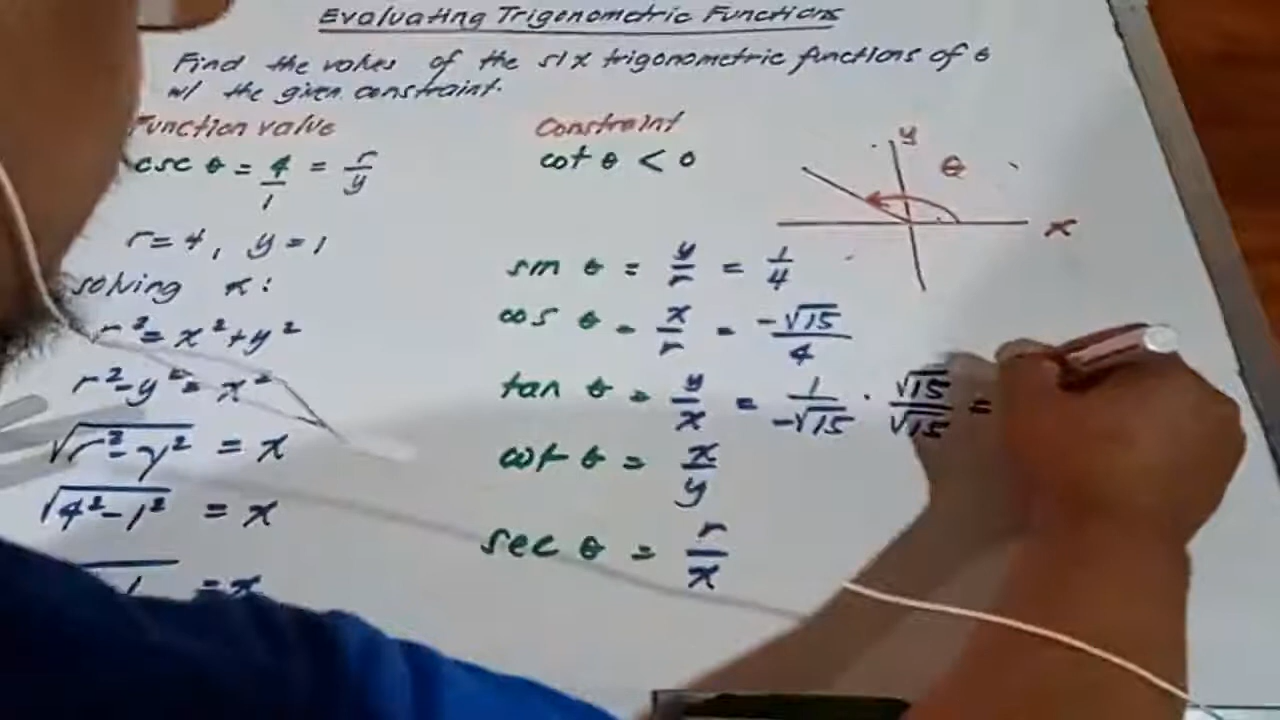 Evaluating Trigonometric Functions
Find the values of the six trigonometric functions of θ
w/ the given constraint.
Function value
csc θ = 4/1 = r/y
r = 4, y = 1
solving x:
r² = x² + y²
r² - y² = x²
√(r² - y²) = x
√(4² - 1²) = x
1 = x
Constraint
cot θ < 0
y
θ
x
sin θ = y/r = 1/4
cos θ = x/r = -√15/4
tan θ = y/x = 1/-√15 · √15/√15 =
cot θ = x/y
sec θ = r/x